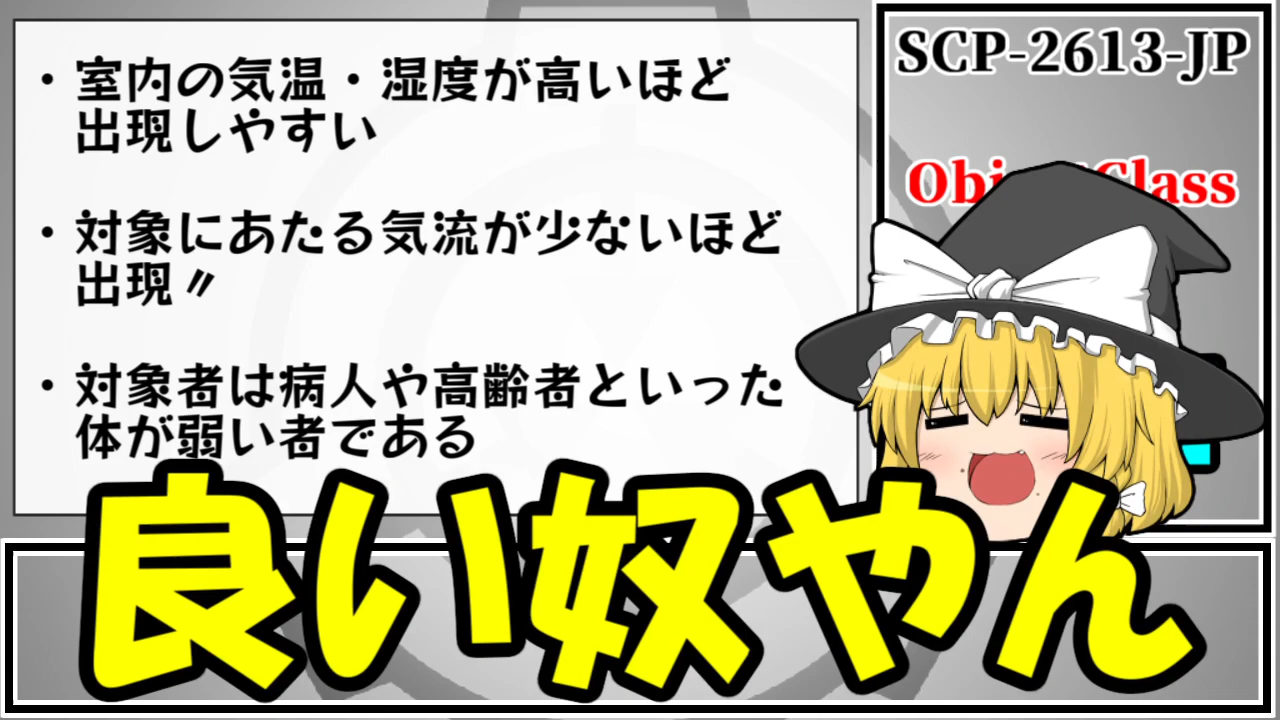 ・室内の気温・湿度が高いほど
出現しやすい
・対象にあたる気流が少ないほど
出現〃
・対象者は病人や高齢者といった
体が弱い者である
SCP-2613-JP
Class
良い奴やん